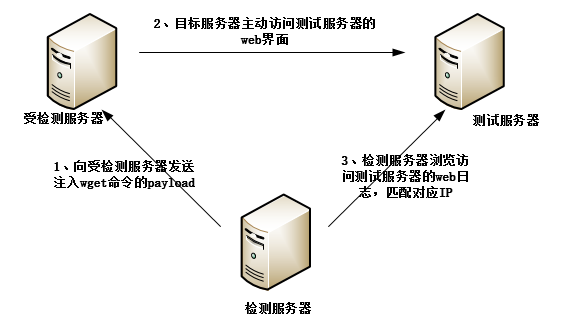 2、目标服务器主动访问测试服务器的
web界面
受检测服务器
测试服务器
1、向受检测服务器发送
注入wget命令的payload
3、检测服务器浏览访
问测试服务器的web日
志，匹配对应IP
检测服务器